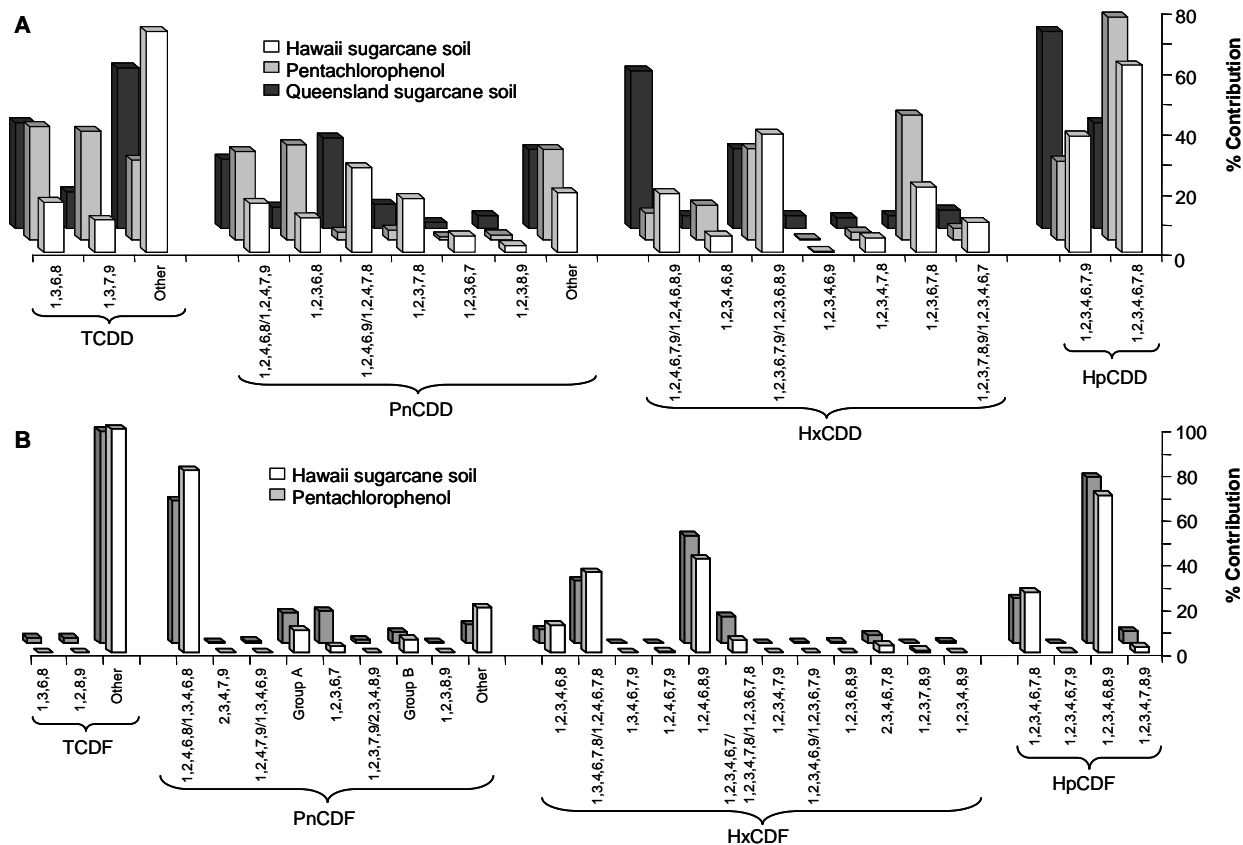 A
Hawaii sugarcane soil
Pentachlorophenol
Queensland sugarcane soil
80
60
40
20
0
% Contribution
1,3,6,8
1,3,7,9
Other
TCDD
1,2,4,6,8/1,2,4,7,9
1,2,3,6,8
1,2,4,6,9/1,2,4,7,8
1,2,3,7,8
1,2,3,6,7
1,2,3,8,9
Other
PnCDD
1,2,4,6,7,9/1,2,4,6,8,9
1,2,3,4,6,8
1,2,3,6,7,9/1,2,3,6,8,9
1,2,3,4,6,9
1,2,3,4,7,8
1,2,3,6,7,8
1,2,3,7,8,9/1,2,3,4,6,7
HxCDD
1,2,3,4,6,7,9
1,2,3,4,6,7,8
HpCDD
B
Hawaii sugarcane soil
Pentachlorophenol
100
80
60
40
20
0
% Contribution
1,3,6,8
1,2,8,9
Other
TCDF
1,2,4,6,8/1,3,4,6,8
2,3,4,7,9
1,2,4,7,9/1,3,4,6,9
Group A
1,2,3,6,7
1,2,3,7,9/2,3,4,8,9
Group B
1,2,3,8,9
Other
PnCDF
1,2,3,4,6,8
1,3,4,6,7,8/1,2,4,6,7,8
1,3,4,6,7,9
1,2,4,6,7,9
1,2,4,6,8,9
1,2,3,4,6,7/
1,2,3,4,7,8/1,2,3,6,7,8
1,2,3,4,7,9
1,2,3,4,6,9/1,2,3,6,7,9
1,2,3,6,8,9
2,3,4,6,7,8
1,2,3,7,8,9
1,2,3,4,8,9
HxCDF
1,2,3,4,6,7,8
1,2,3,4,6,7,9
1,2,3,4,6,8,9
1,2,3,4,7,8,9
HpCDF